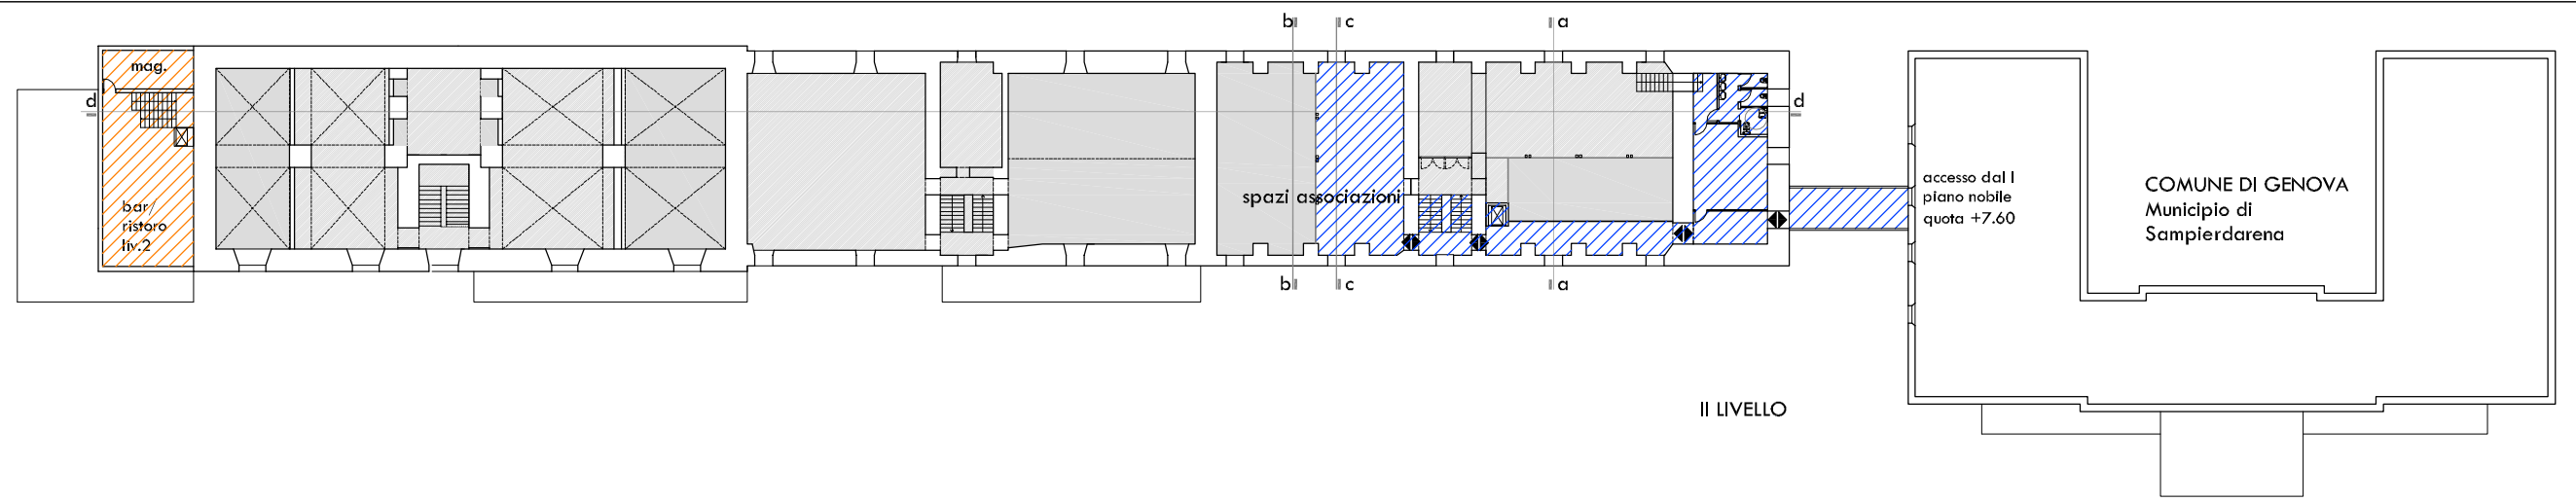 b c a
mag.
d
d
bar/
ristoro
liv.2
spazi associazioni
accesso dal I
piano nobile
quota +7.60
COMUNE DI GENOVA
Municipio di
Sampierdarena
b c a
II LIVELLO